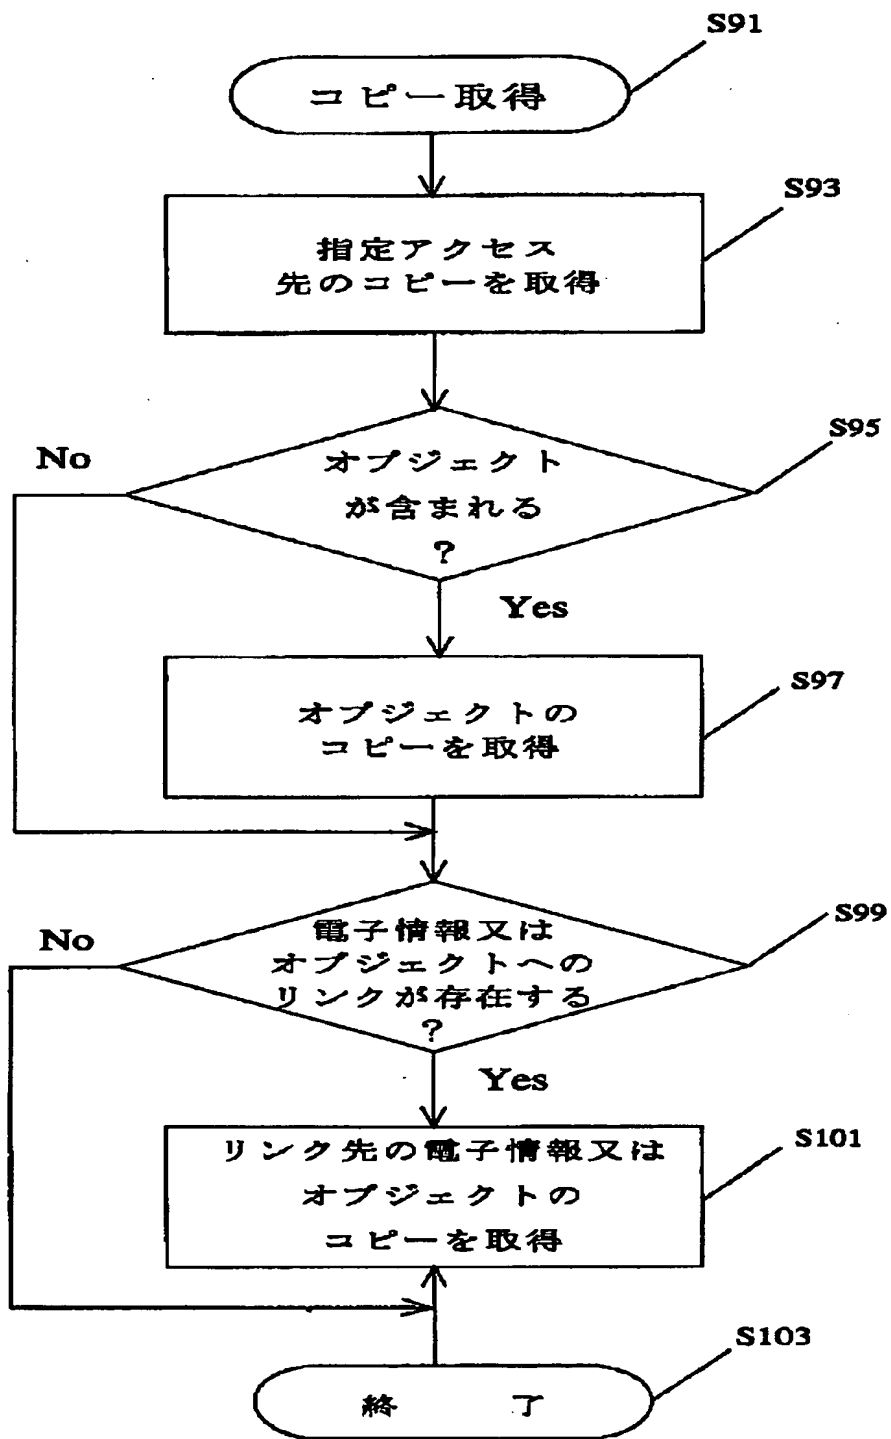 S91
コピー取得
S93
指定アクセス
先のコピーを取得
S95
No
オブジェクト
が含まれる
?
Yes
S97
オブジェクトの
コピーを取得
S99
No
電子情報又は
オブジェクトへの
リンクが存在する
?
Yes
S101
リンク先の電子情報又は
オブジェクトの
コピーを取得
S103
終 了